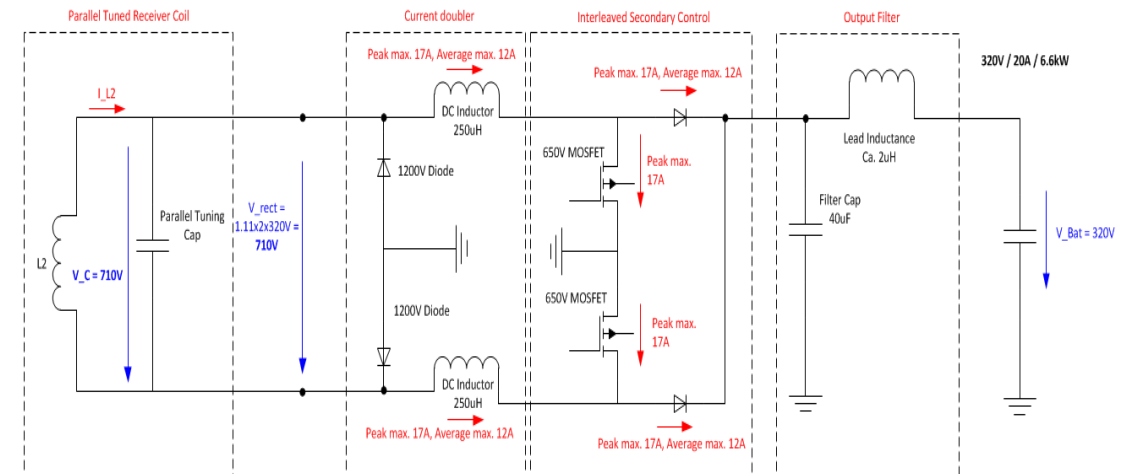 Parallel Tuned Receiver Coil
Current doubler
Interleaved Secondary Control
Output Filter
320V / 20A / 6.6kW
Peak max. 17A, Average max. 12A
Peak max. 17A, Average max. 12A
I_L2
DC Inductor
250uH
Lead Inductance
Ca. 2uH
650V MOSFET
Peak max.
17A
1200V Diode
Parallel Tuning
Cap
V_rect =
1.11x2x320V =
710V
Filter Cap
40uF
V_Bat = 320V
L2
V_C = 710V
1200V Diode
650V MOSFET
Peak max.
17A
DC Inductor
250uH
Peak max. 17A, Average max. 12A
Peak max. 17A, Average max. 12A